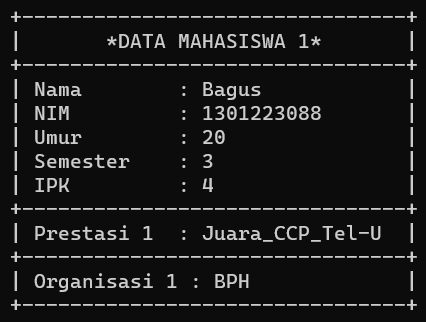 *DATA MAHASISWA 1*
Nama : Bagus
NIM : 1301223088
Umur : 20
Semester : 3
IPK : 4
Prestasi 1 : Juara_CCP_Tel-U
Organisasi 1 : BPH